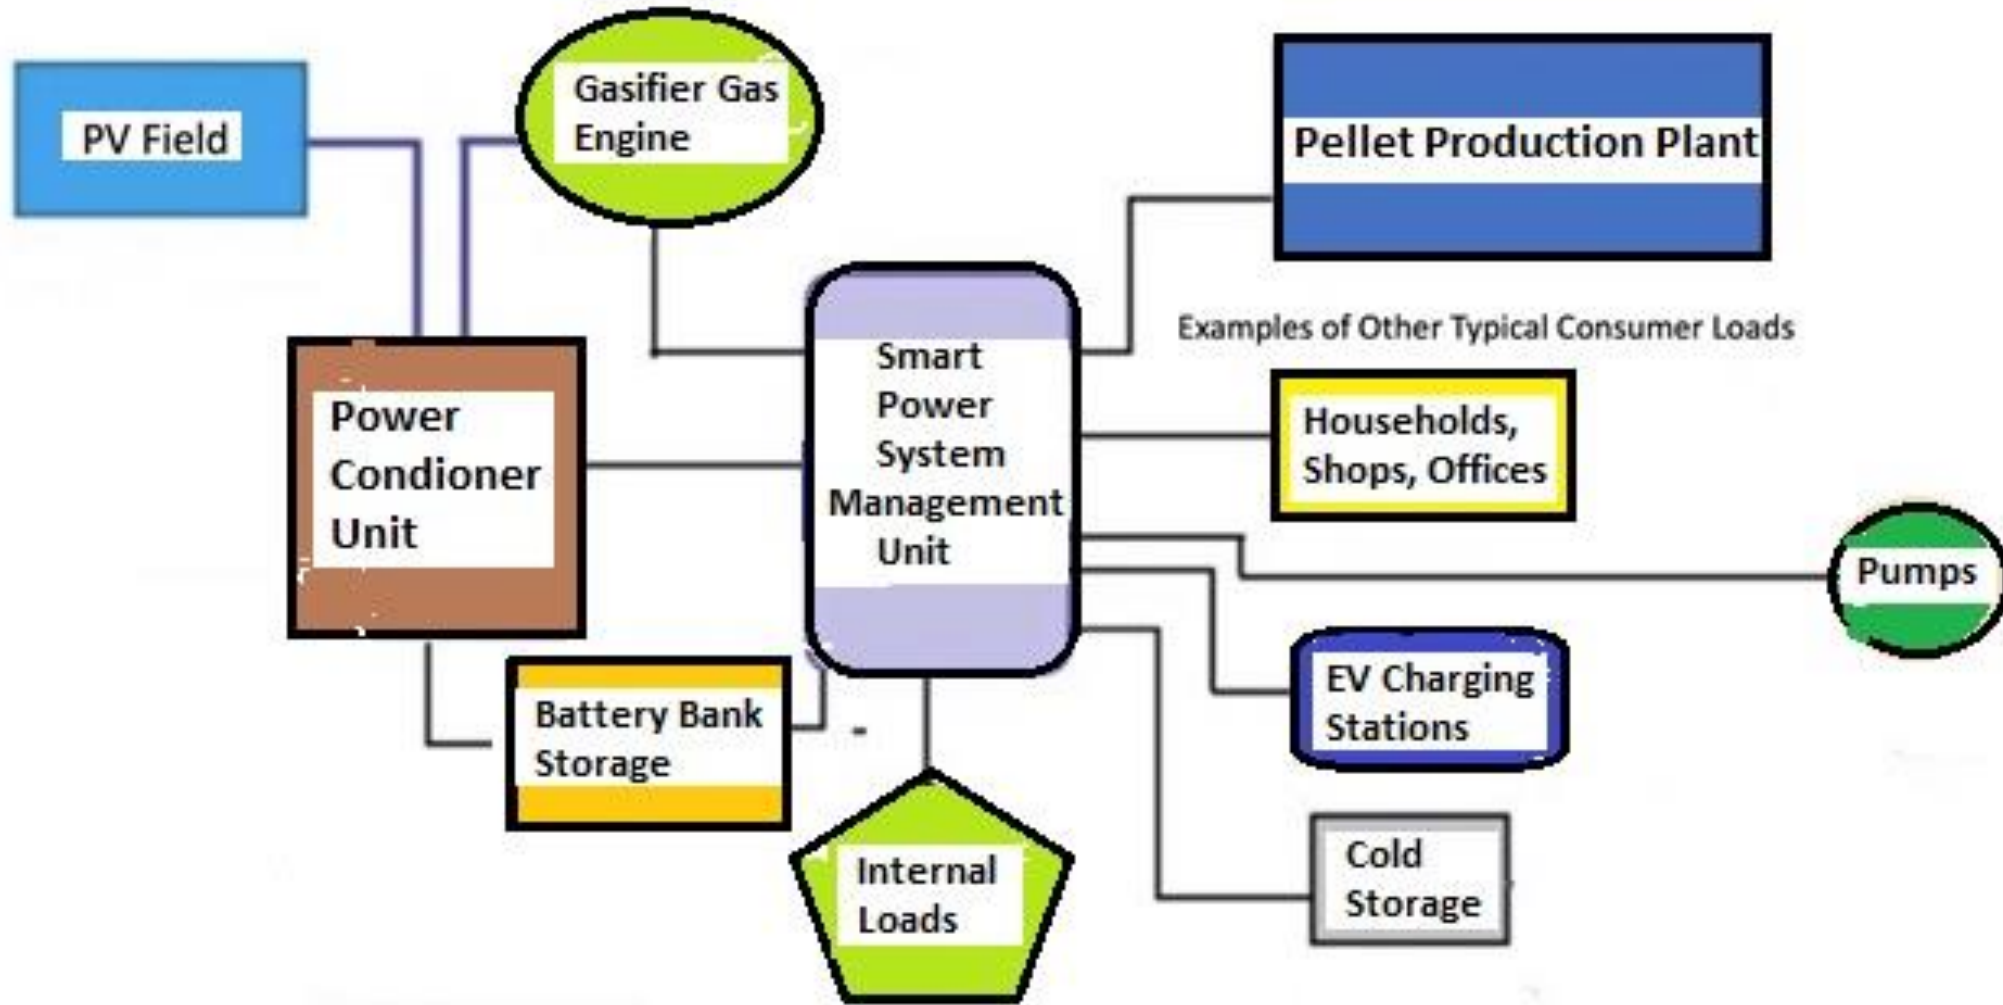 PV Field
Gasifier Gas
Engine
Pellet Production Plant
Examples of Other Typical Consumer Loads
Power
Condioner
Unit
Smart
Power
System
Management
Unit
Households,
Shops, Offices
Pumps
EV Charging
Stations
Battery Bank
Storage
Internal
Loads
Cold
Storage